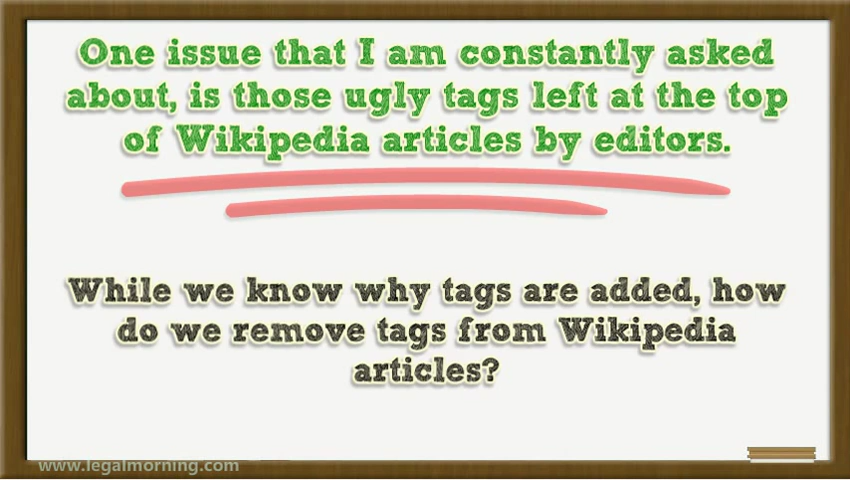 One issue that I am constantly asked
about, is those ugly tags left at the top
of Wikipedia articles by editors.
While we know why tags are added, how
do we remove tags from Wikipedia
articles?
www.legalmorning.com